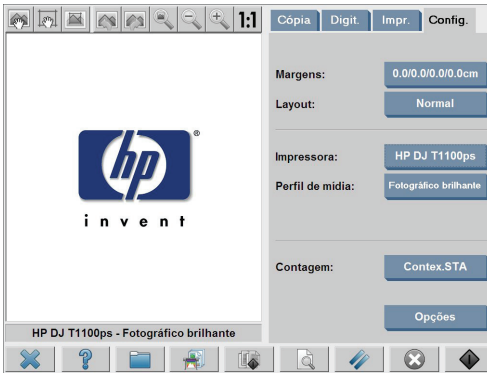 1:1
Cópia Digit. Impr. Config.
Margens: 0.0/0.0/0.0/0.0cm
Layout: Normal
hp®
invent
Impressora: HP DJ T1100ps
Perfil de mídia: Fotográfico brilhante
Contagem: Contex.STA
Opções
HP DJ T1100ps - Fotográfico brilhante